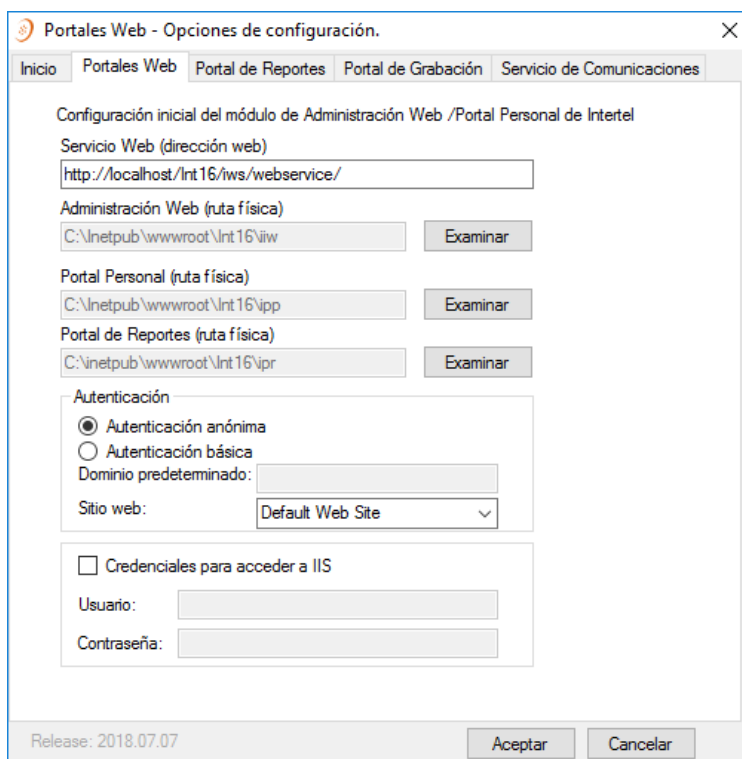 Portales Web - Opciones de configuración.
Inicio Portales Web Portal de Reportes Portal de Grabación Servicio de Comunicaciones
Configuración inicial del módulo de Administración Web /Portal Personal de Intertel
Servicio Web (dirección web)
http://localhost/Int16/iws/webservice/
Administración Web (ruta física)
C:\Inetpub\wwwroot\Int16\iiw Examinar
Portal Personal (ruta física)
C:\Inetpub\wwwroot\Int16\ipp Examinar
Portal de Reportes (ruta física)
C:\inetpub\wwwroot\Int16\ipr Examinar
Autenticación
Autenticación anónima
Autenticación básica
Dominio predeterminado:
Sitio web: Default Web Site
Credenciales para acceder a IIS
Usuario:
Contraseña:
Release: 2018.07.07 Aceptar Cancelar